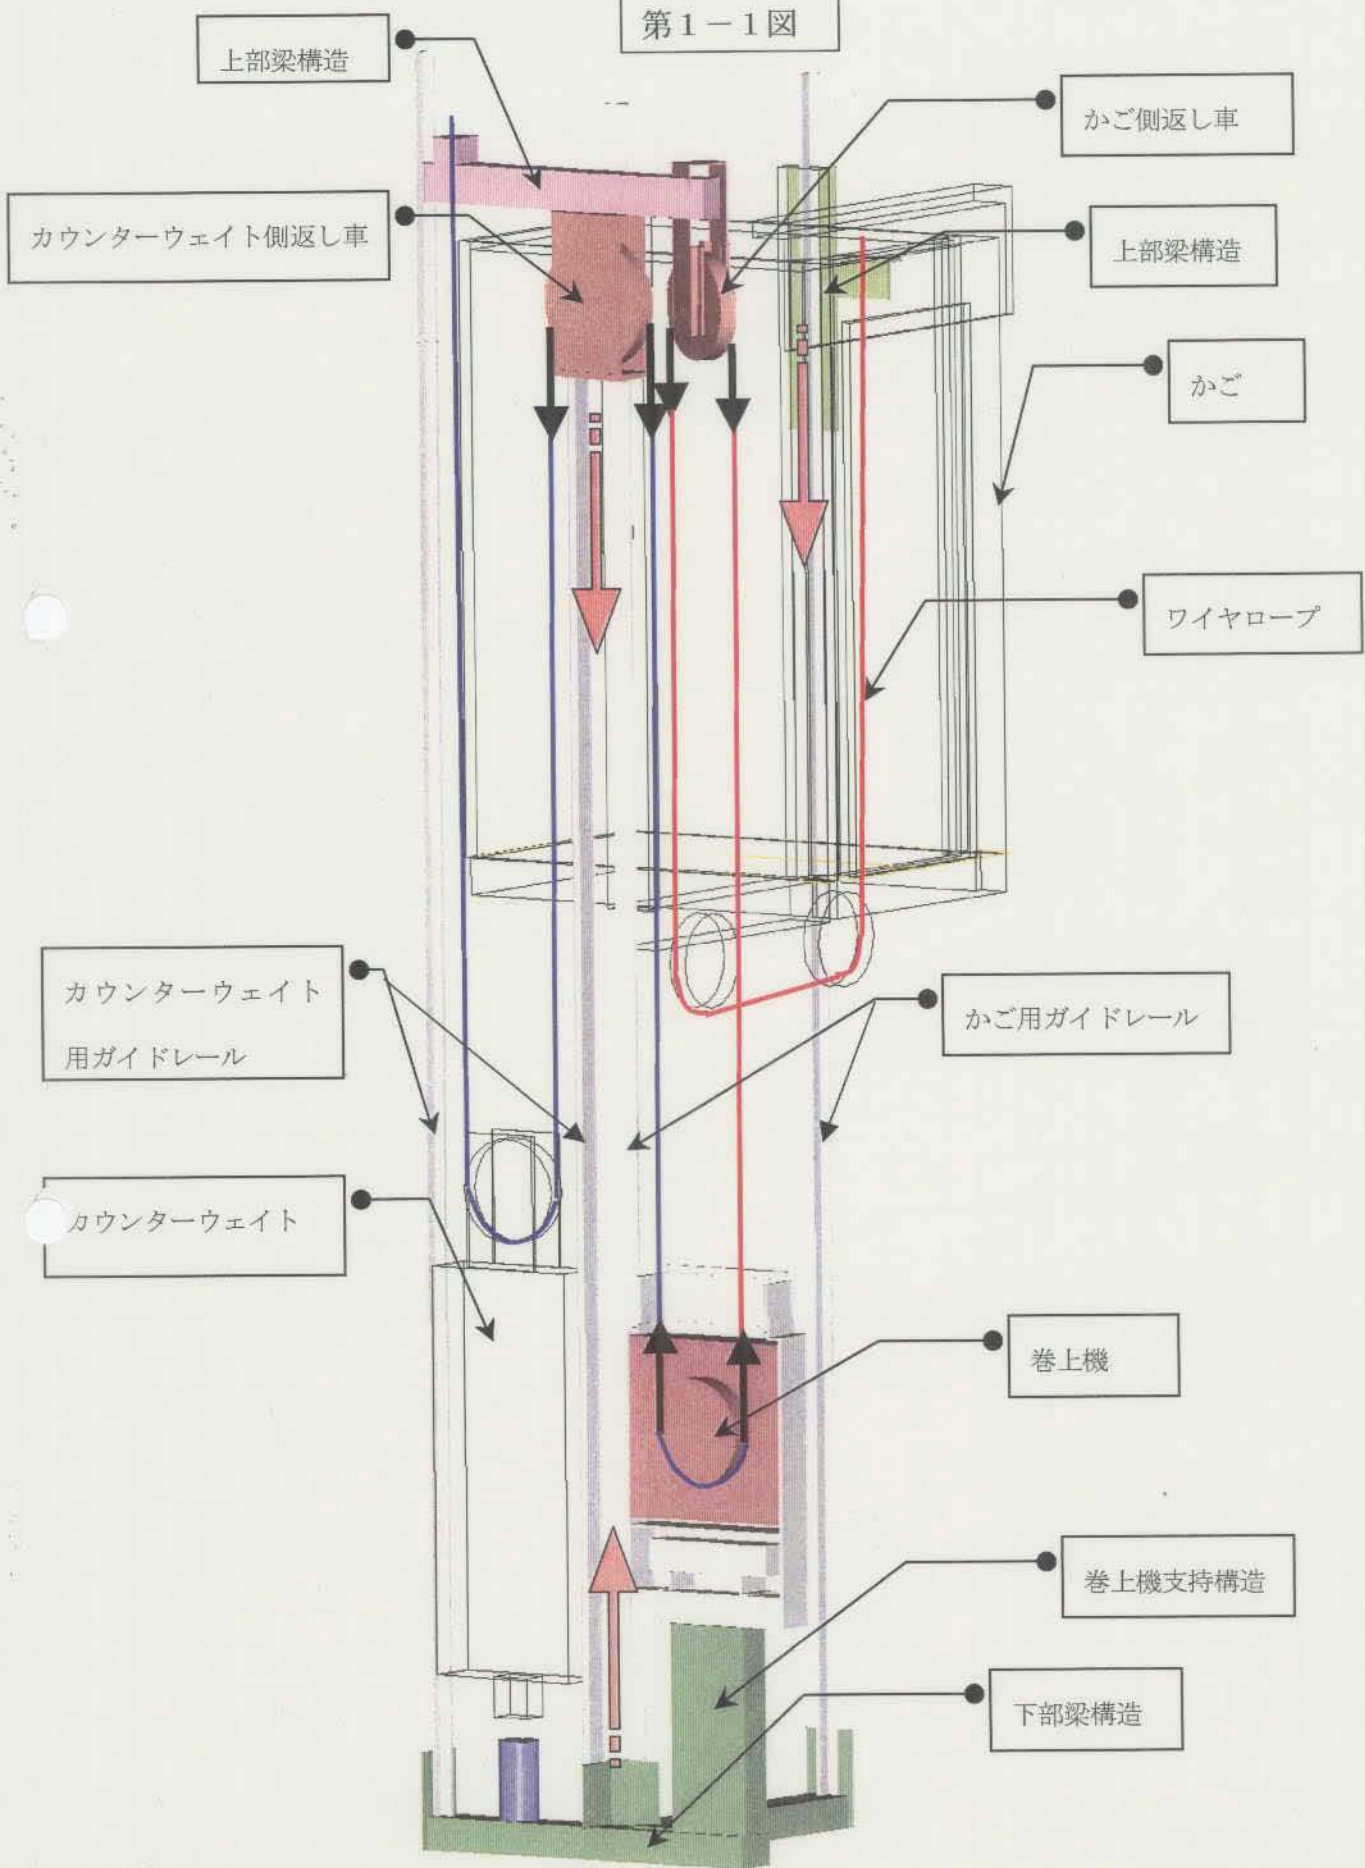 第1－1図
上部梁構造
かご側返し車
カウンターウェイト側返し車
上部梁構造
かご
ワイヤロープ
カウンターウェイト
用ガイドレール
かご用ガイドレール
カウンターウェイト
巻上機
巻上機支持構造
下部梁構造